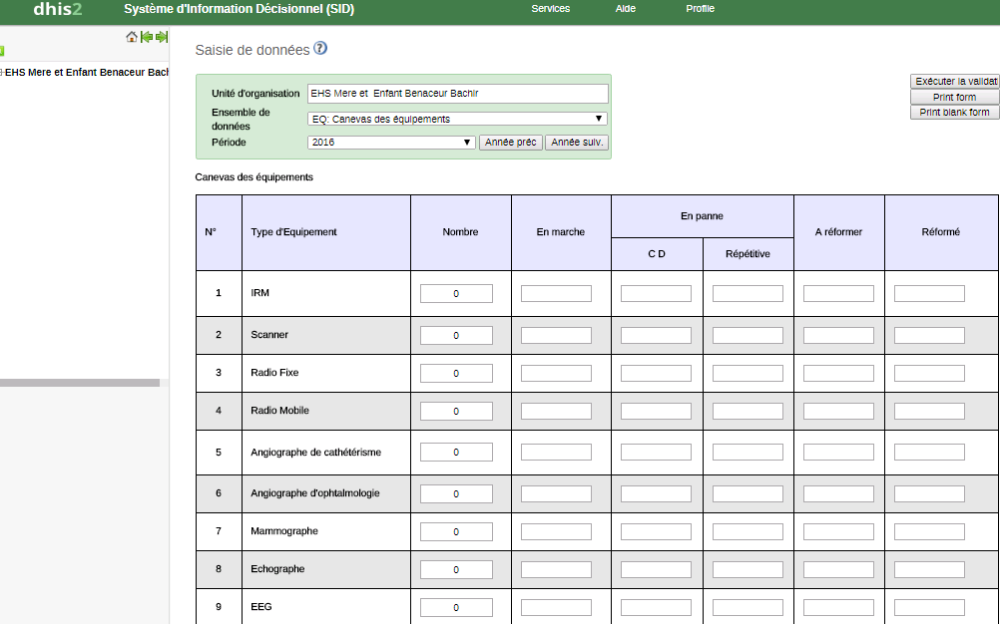 dhis2 Système d'Information Décisionnel (SID) Services Aide Profile
EHS Mere et Enfant Benaceur Bach
Saisie de données ?
Unité d'organisation EHS Mere et Enfant Benaceur Bachir
Ensemble de données EQ: Canevas des équipements
Période 2016 Année préc Année suiv.
Exécuter la validat
Print form
Print blank form
Canevas des équipements
N° Type d'Equipement Nombre En marche En panne A réformer Réformé
C D Répétitive
1 IRM 0
2 Scanner 0
3 Radio Fixe 0
4 Radio Mobile 0
5 Angiographe de cathétérisme 0
6 Angiographe d'ophtalmologie 0
7 Mammographe 0
8 Echographe 0
9 EEG 0